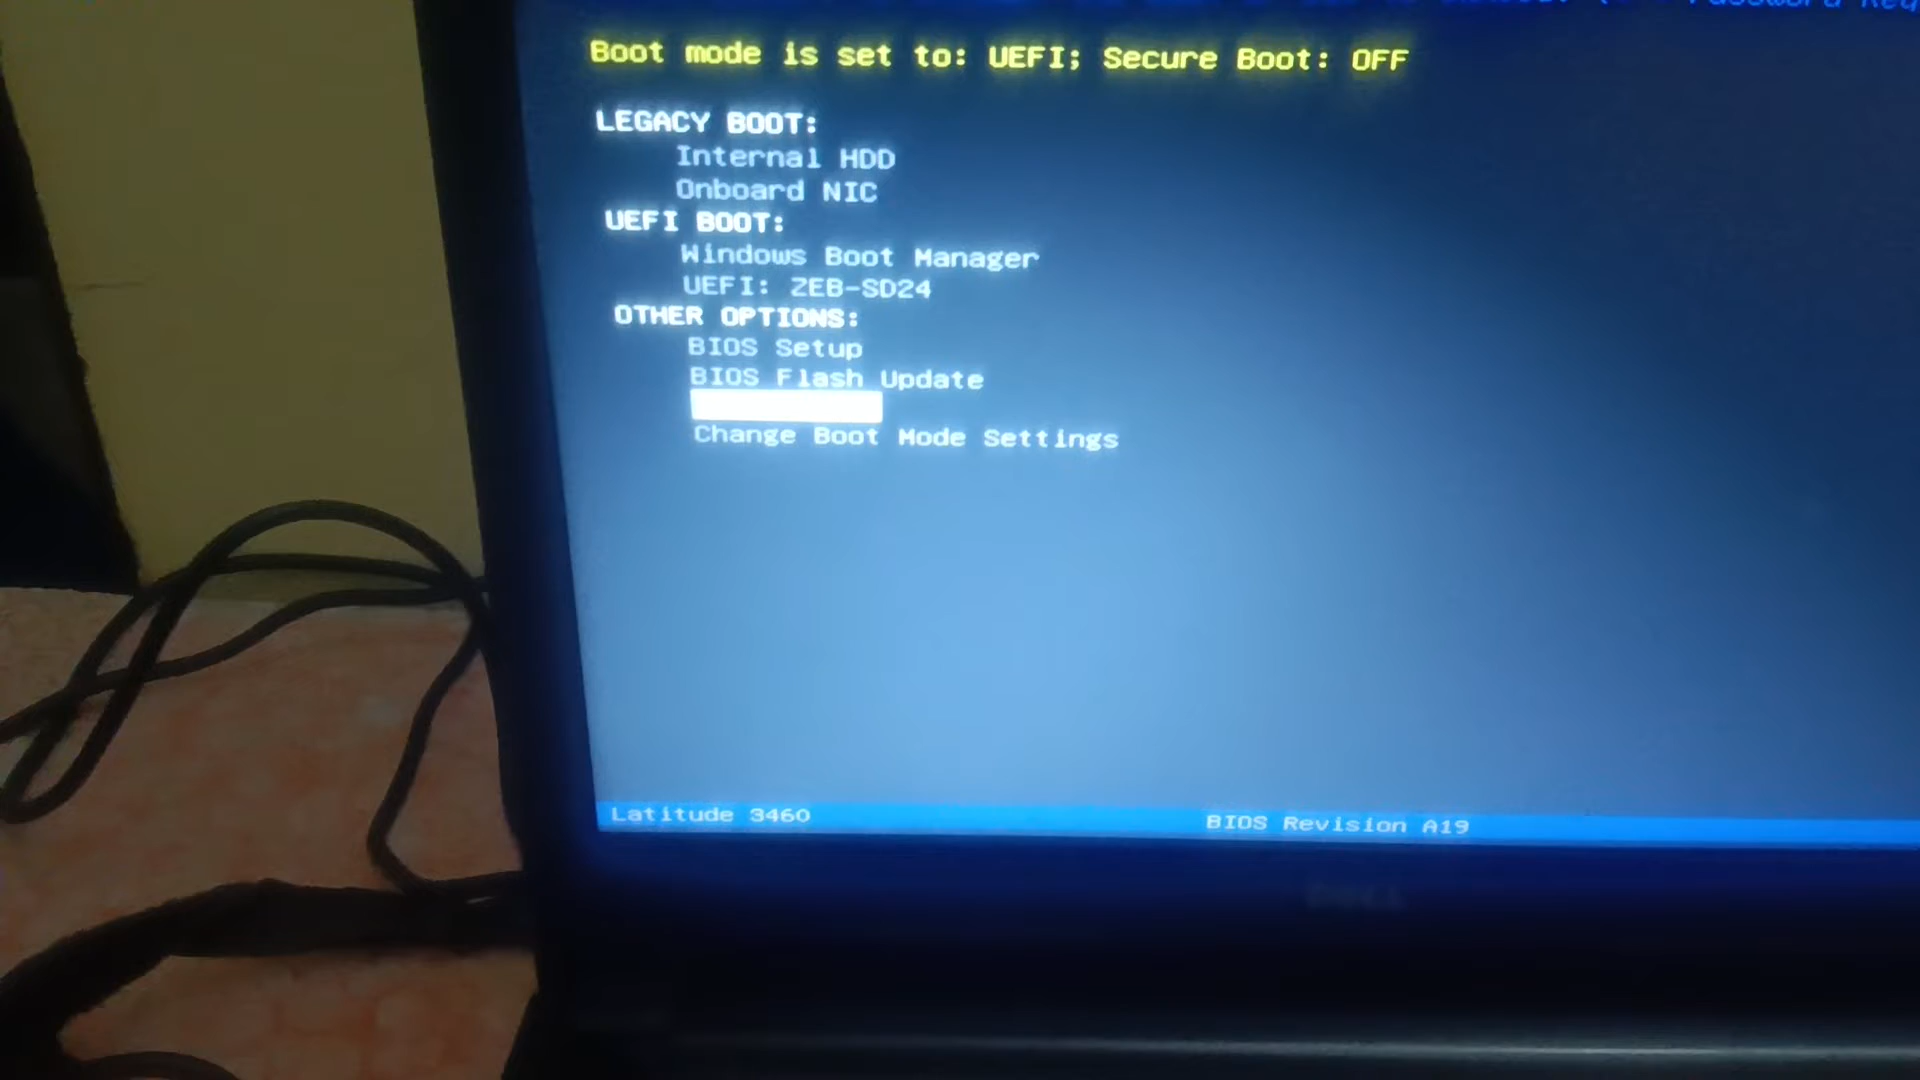 Password Req
Boot mode is set to: UEFI; Secure Boot: OFF
LEGACY BOOT:
Internal HDD
Onboard NIC
UEFI BOOT:
Windows Boot Manager
UEFI: ZEB-SD24
OTHER OPTIONS:
BIOS Setup
BIOS Flash Update
Change Boot Mode Settings
Latitude 3460
BIOS Revision A19